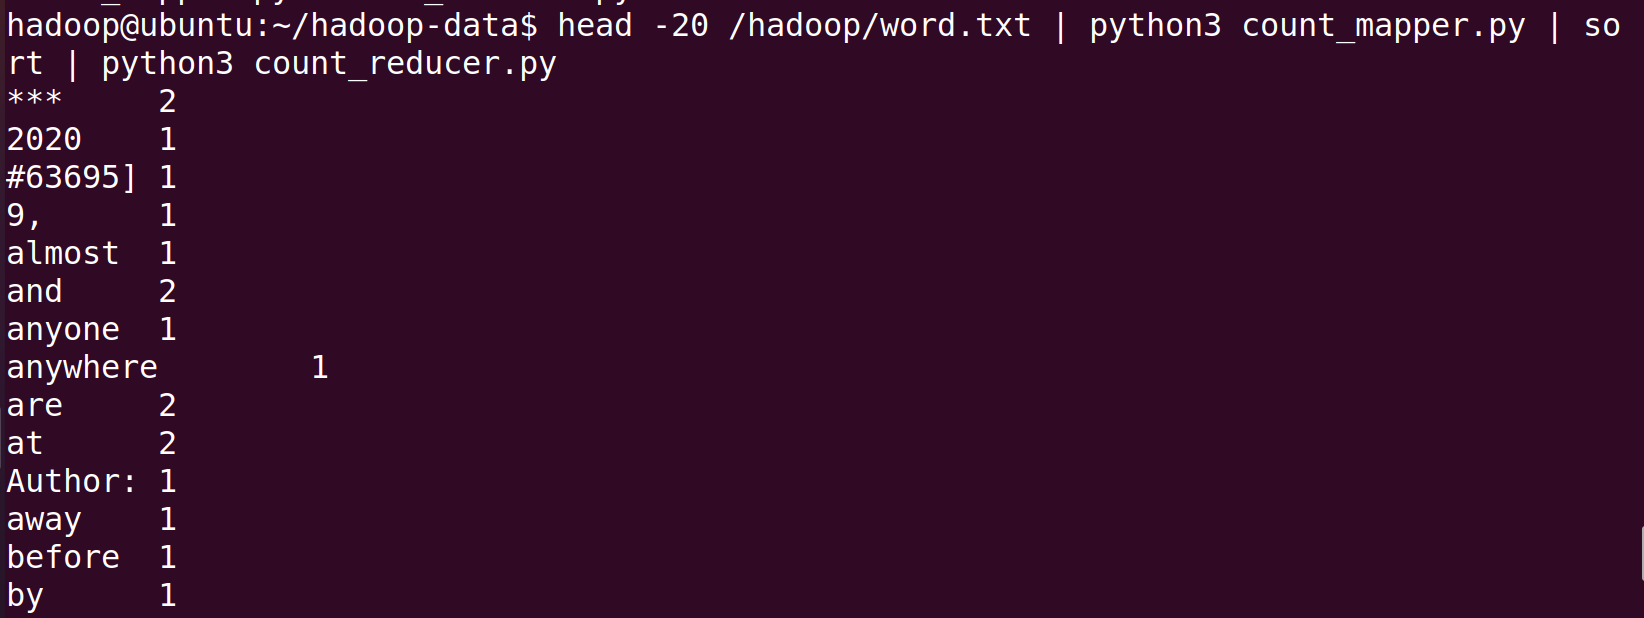 hadoop@ubuntu:~/hadoop-data$ head -20 /hadoop/word.txt | python3 count_mapper.py | so
rt | python3 count_reducer.py
***     2
2020    1
#63695] 1
9,      1
almost  1
and     2
anyone  1
anywhere        1
are     2
at      2
Author: 1
away    1
before  1
by      1